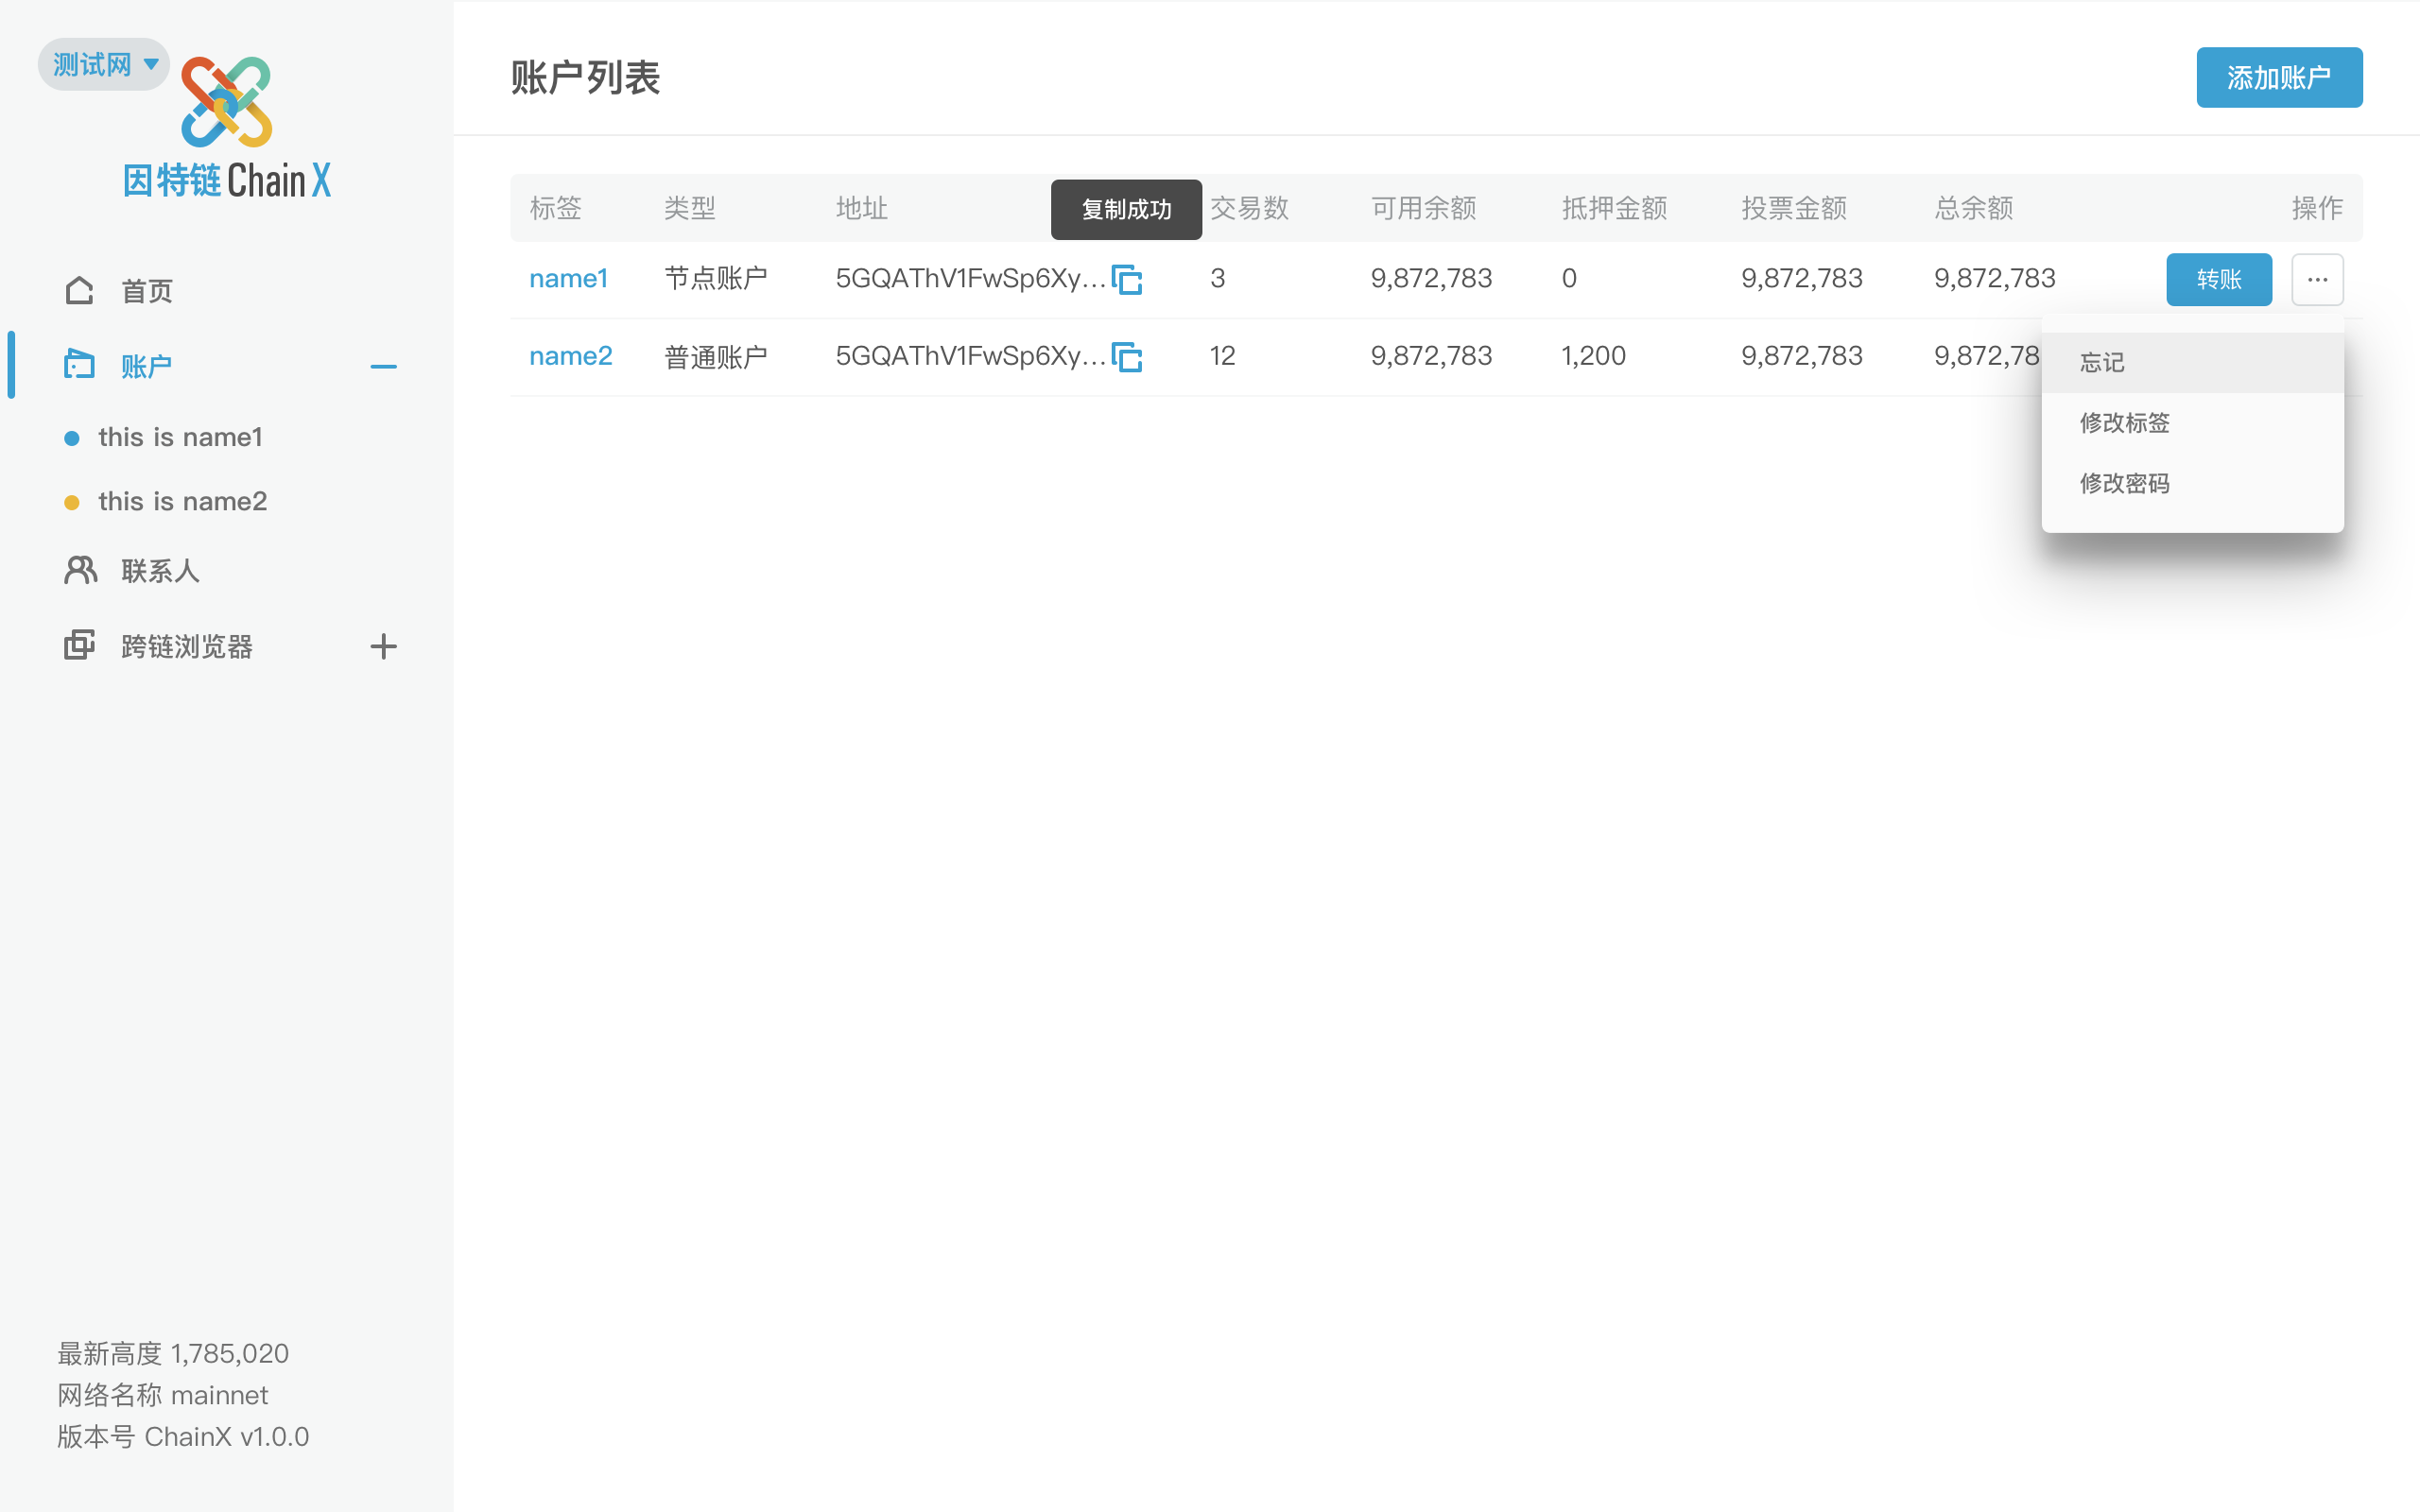 测试网
因特链 ChainX
首页
账户
this is name1
this is name2
联系人
跨链浏览器
最新高度 1,785,020
网络名称 mainnet
版本号 ChainX v1.0.0
账户列表
添加账户
标签 类型 地址 复制成功 交易数 可用余额 抵押金额 投票金额 总余额 操作
name1 节点账户 5GQAThV1FwSp6Xy... 3 9,872,783 0 9,872,783 9,872,783 转账 ...
name2 普通账户 5GQAThV1FwSp6Xy... 12 9,872,783 1,200 9,872,783 9,872,78
忘记
修改标签
修改密码